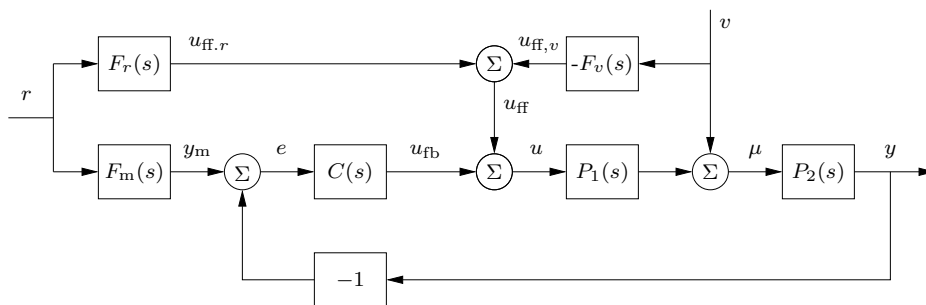 u_ff.r
u_ff,v
v
F_r(s)
Σ
-F_v(s)
r
u_ff
y_m
e
u_fb
u
μ
y
F_m(s)
Σ
C(s)
Σ
P_1(s)
Σ
P_2(s)
−1